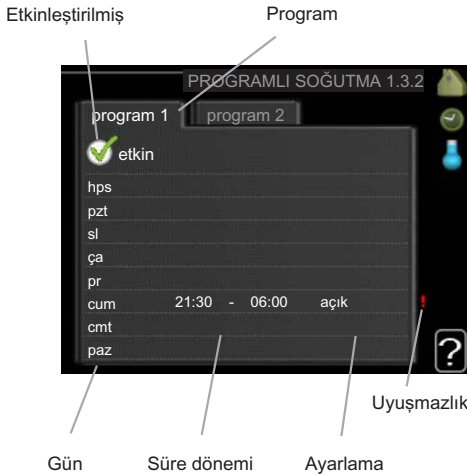 Etkinleştirilmiş
Program
PROGRAMLI SOĞUTMA 1.3.2
program 1
program 2
etkin
hps
pzt
sl
ça
pr
cum 21:30 - 06:00 açık
cmt
paz
!
?
Uyuşmazlık
Gün
Süre dönemi
Ayarlama